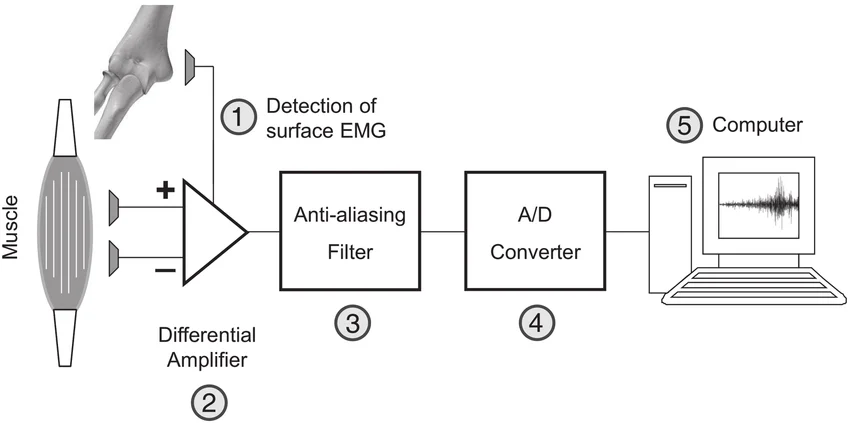 1
Detection of
surface EMG
5
Computer
Muscle
+
−
Anti-aliasing
Filter
A/D
Converter
3
4
Differential
Amplifier
2